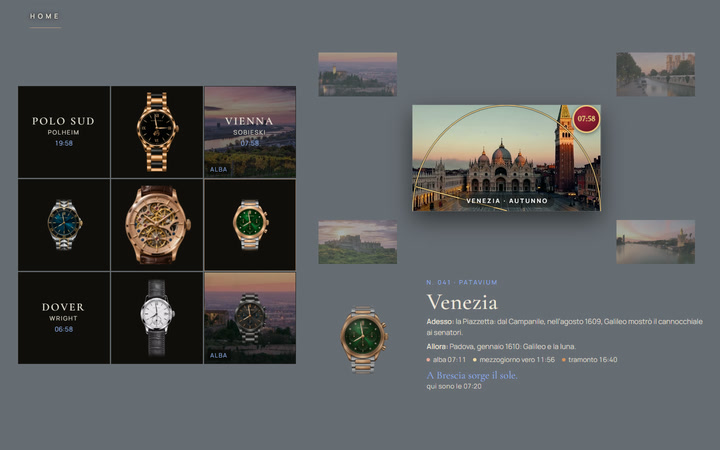 HOME
POLO SUD
POLHEIM
19:58
VIENNA
SOBIESKI
07:58
ALBA
DOVER
WRIGHT
06:58
ALBA
07:58
VENEZIA · AUTUNNO
N. 041 · PATAVIUM
Venezia
Adesso: la Piazzetta: dal Campanile, nell'agosto 1609, Galileo mostrò il cannocchiale
ai senatori.
Allora: Padova, gennaio 1610: Galileo e la luna.
alba 07:11 mezzogiorno vero 11:56 tramonto 16:40
A Brescia sorge il sole.
qui sono le 07:20